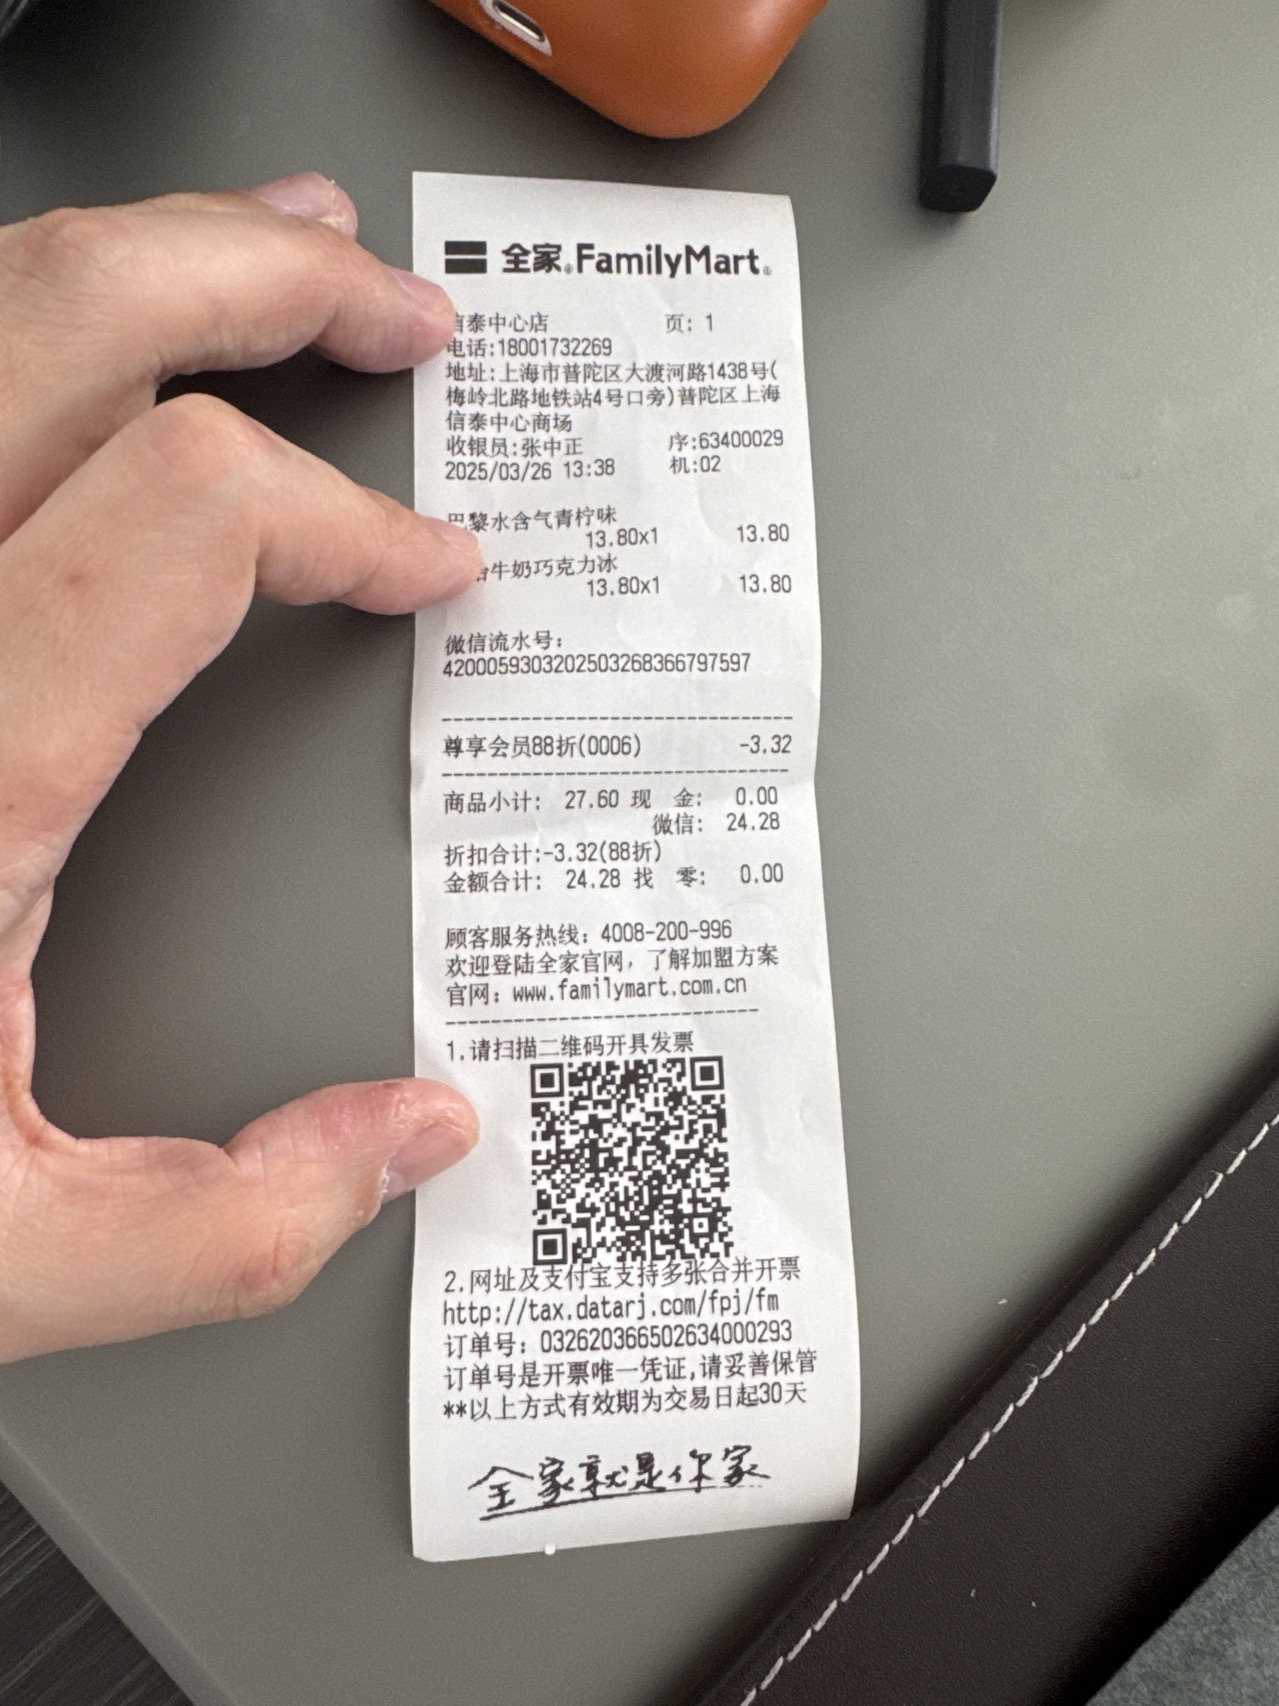 全家 FamilyMart
信泰中心店 页: 1
电话:18001732269
地址:上海市普陀区大渡河路1438号(
梅岭北路地铁站4号口旁)普陀区上海
信泰中心商场
收银员:张中正 序:63400029
2025/03/26 13:38 机:02
巴黎水含气青柠味
13.80x1 13.80
牛奶巧克力冰
13.80x1 13.80
微信流水号:
4200059303202503268366797597
尊享会员88折(0006) -3.32
商品小计: 27.60 现 金: 0.00
微信: 24.28
折扣合计:-3.32(88折)
金额合计: 24.28 找 零: 0.00
顾客服务热线: 4008-200-996
欢迎登陆全家官网, 了解加盟方案
官网: www.familymart.com.cn
1.请扫描二维码开具发票
2.网址及支付宝支持多张合并开票
http://tax.datarj.com/fpj/fm
订单号: 032620366502634000293
订单号是开票唯一凭证,请妥善保管
**以上方式有效期为交易日起30天
全家就是你家